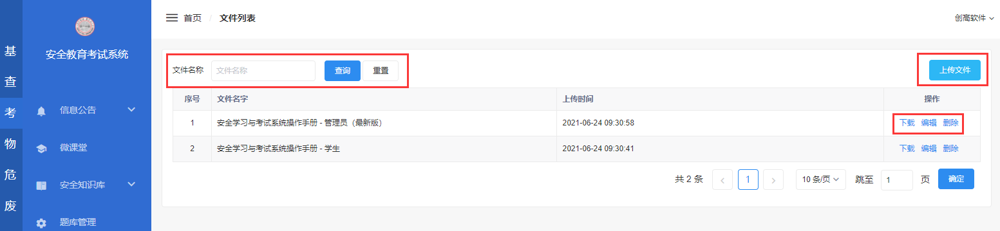 基
查
考
物
危
废
安全教育考试系统
信息公告
微课堂
安全知识库
题库管理
首页 / 文件列表
创高软件
文件名称 文件名称 查询 重置
上传文件
序号 文件名字 上传时间 操作
1 安全学习与考试系统操作手册 - 管理员（最新版） 2021-06-24 09:30:58 下载 编辑 删除
2 安全学习与考试系统操作手册 - 学生 2021-06-24 09:30:41 下载 编辑 删除
共 2 条 < 1 > 10 条/页 跳至 1 页 确定